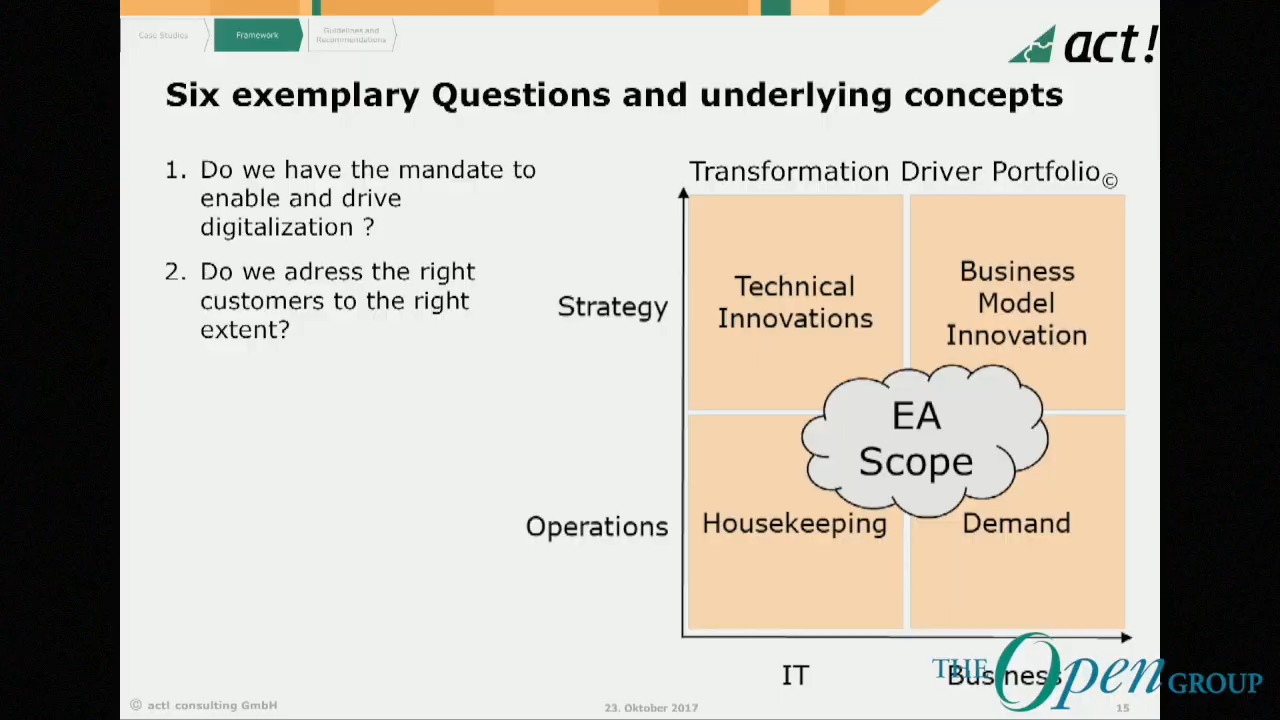 Case Studies
Framework
Guidelines and
Recommendations
act!
Six exemplary Questions and underlying concepts
1. Do we have the mandate to
enable and drive
digitalization ?
2. Do we adress the right
customers to the right
extent?
Transformation Driver Portfolio©
Strategy
Technical
Innovations
Business
Model
Innovation
EA
Scope
Operations
Housekeeping
Demand
IT
Business
THE Open GROUP
© act! consulting GmbH
23. Oktober 2017
15